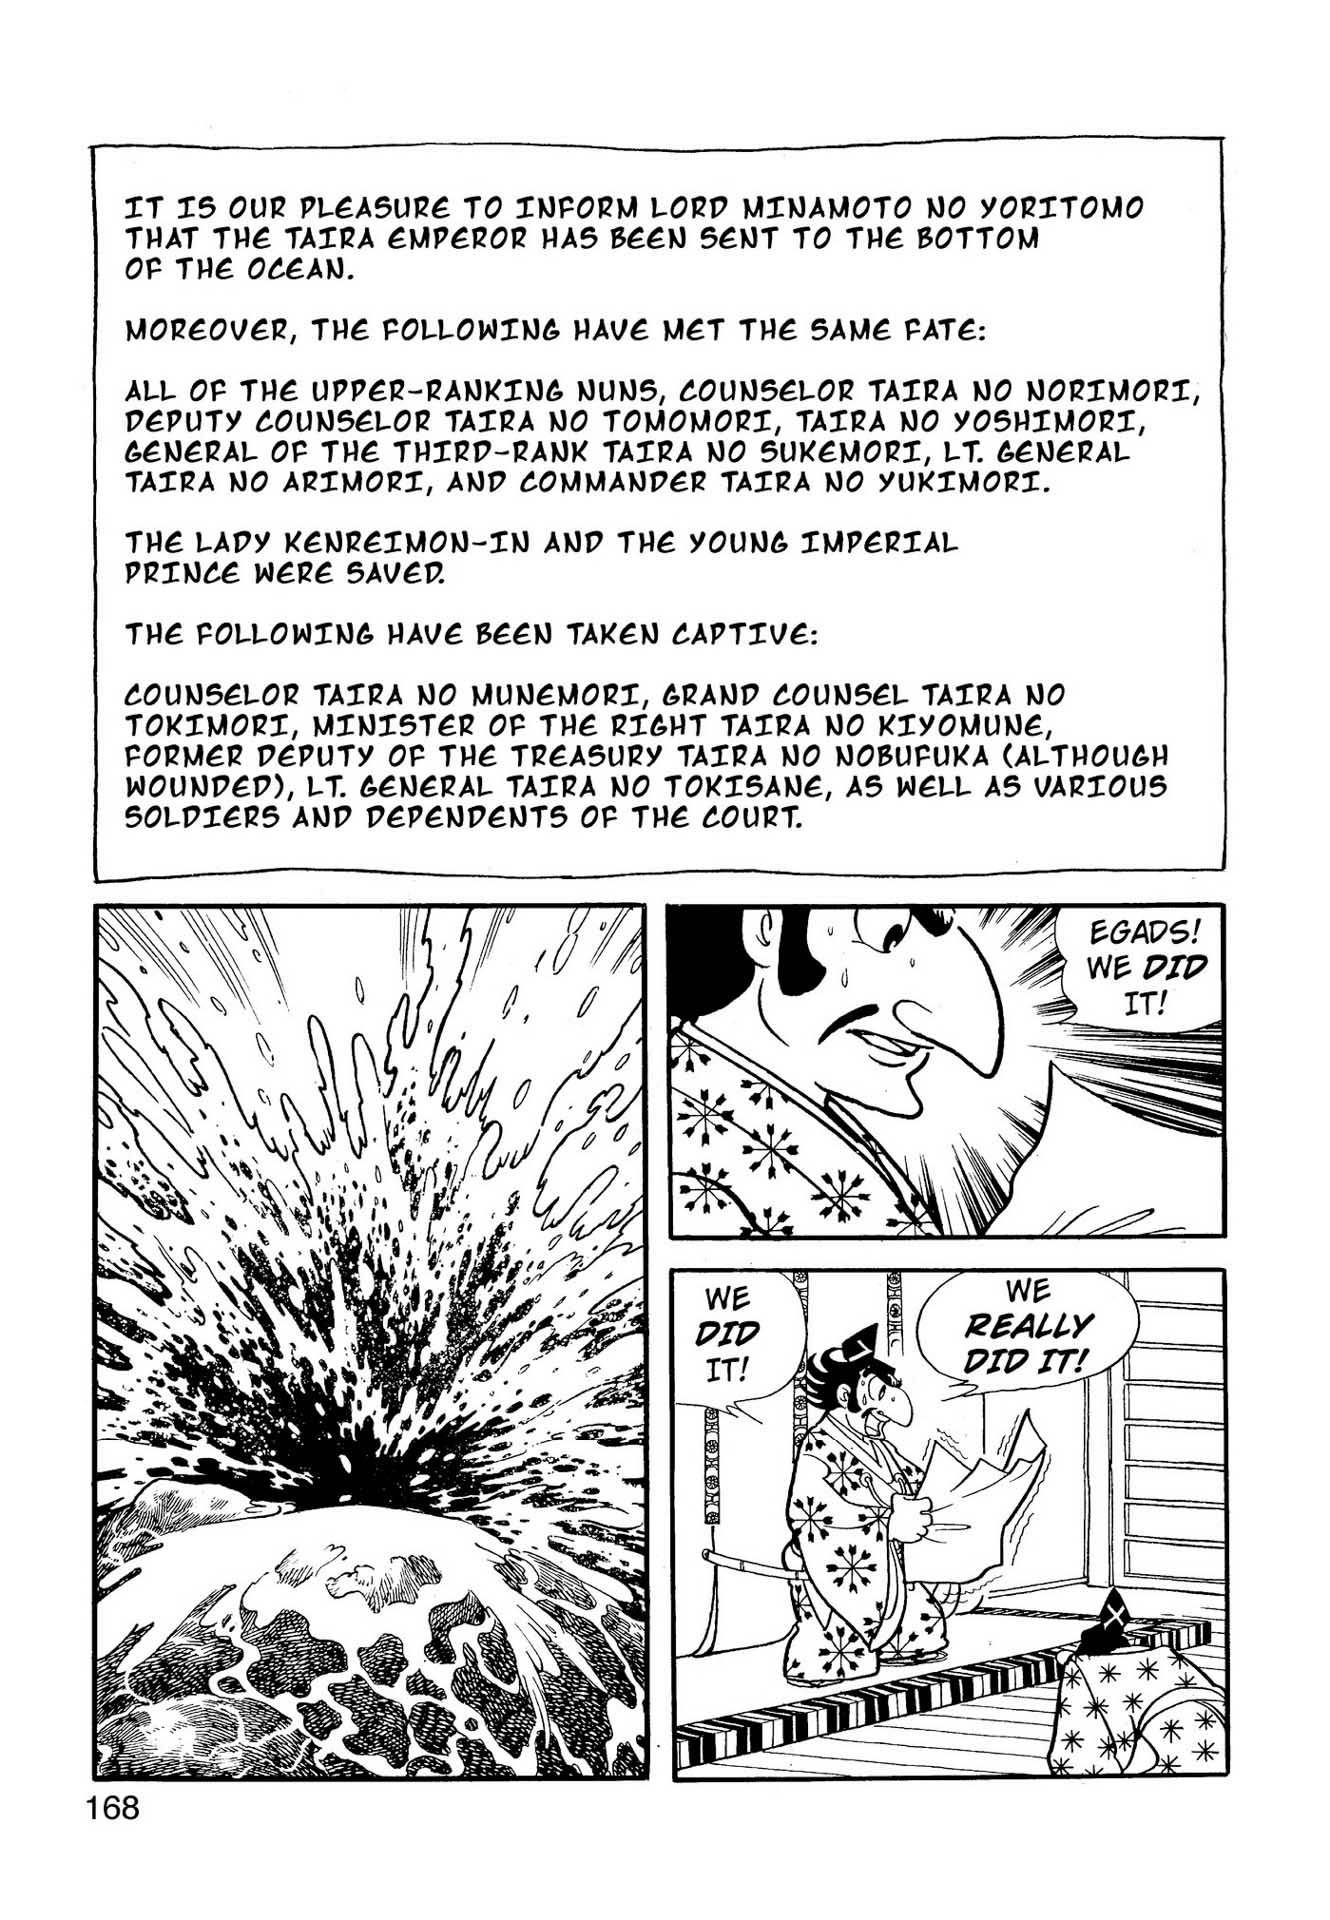 IT IS OUR PLEASURE TO INFORM LORD MINAMOTO NO YORITOMO
THAT THE TAIRA EMPEROR HAS BEEN SENT TO THE BOTTOM
OF THE OCEAN.
MOREOVER, THE FOLLOWING HAVE MET THE SAME FATE:
ALL OF THE UPPER-RANKING NUNS, COUNSELOR TAIRA NO NORIMORI,
DEPUTY COUNSELOR TAIRA NO TOMOMORI, TAIRA NO YOSHIMORI,
GENERAL OF THE THIRD-RANK TAIRA NO SUKEMORI, LT. GENERAL
TAIRA NO ARIMORI, AND COMMANDER TAIRA NO YUKIMORI.
THE LADY KENREIMON-IN AND THE YOUNG IMPERIAL
PRINCE WERE SAVED.
THE FOLLOWING HAVE BEEN TAKEN CAPTIVE:
COUNSELOR TAIRA NO MUNEMORI, GRAND COUNSEL TAIRA NO
TOKIMORI, MINISTER OF THE RIGHT TAIRA NO KIYOMUNE,
FORMER DEPUTY OF THE TREASURY TAIRA NO NOBUFUKA (ALTHOUGH
WOUNDED), LT. GENERAL TAIRA NO TOKISANE, AS WELL AS VARIOUS
SOLDIERS AND DEPENDENTS OF THE COURT.
EGADS!
WE DID
IT!
WE
DID
IT!
WE
REALLY
DID IT!
168